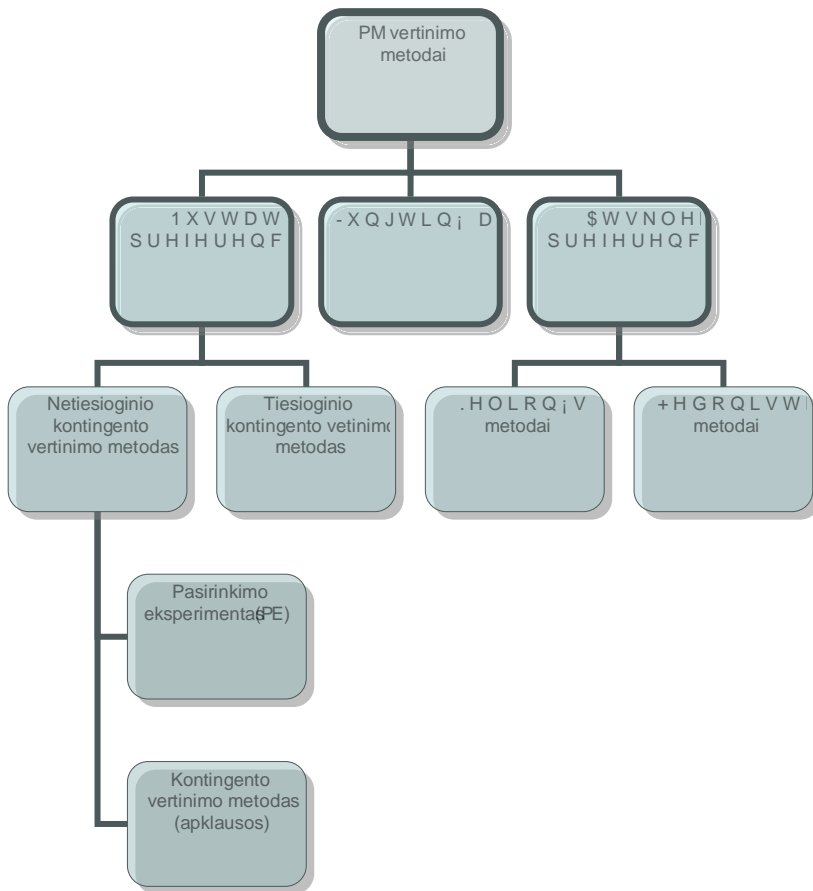 PM vertinimo
metodai
1 X V W D W
S U H I H U H Q F
- X Q J W L Q ¡ D
$ W V N O H
S U H I H U H Q F
Netiesioginio
kontingento
vertinimo metodas
Tiesioginio
kontingento vetinimo
metodas
. H O L R Q ¡ V
metodai
+ H G R Q L V W
metodai
Pasirinkimo
eksperimentas(PE)
Kontingento
vertinimo metodas
(apklausos)